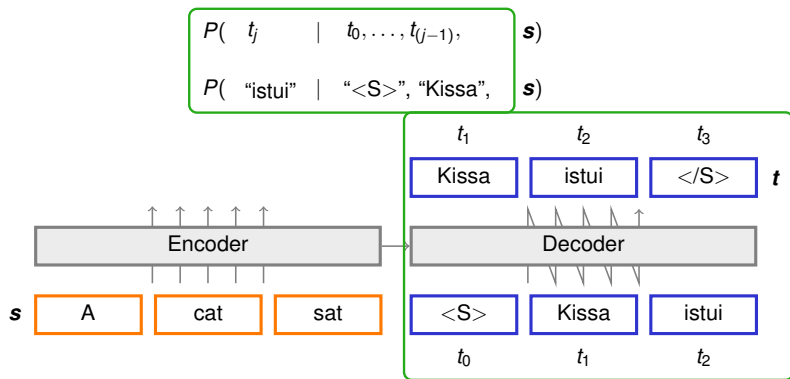 P( t_j | t_0, . . . , t_(j−1), s)
P( “istui” | “<S>”, “Kissa”, s)
t_1 t_2 t_3
Kissa istui </S> t
Encoder Decoder
s A cat sat <S> Kissa istui
t_0 t_1 t_2